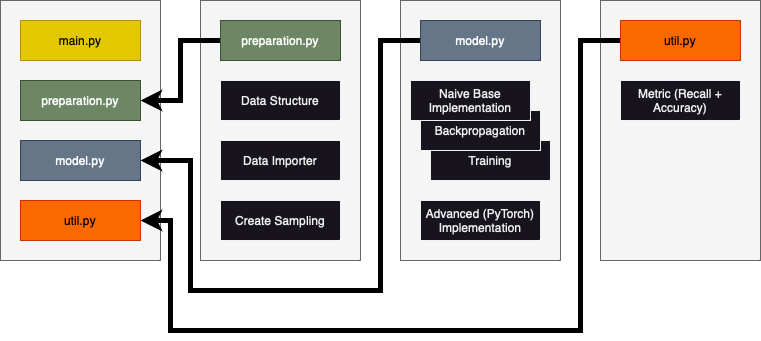 main.py
preparation.py
model.py
util.py
preparation.py
Data Structure
Data Importer
Create Sampling
model.py
Naive Base
Implementation
Backpropagation
Training
Advanced (PyTorch)
Implementation
util.py
Metric (Recall +
Accuracy)